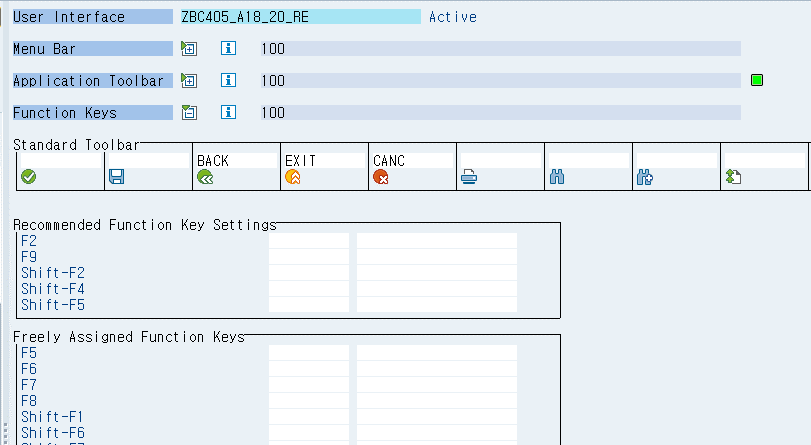 User Interface ZBC405_A18_20_RE Active
Menu Bar 100
Application Toolbar 100
Function Keys 100
Standard Toolbar
BACK EXIT CANC
Recommended Function Key Settings
F2
F9
Shift-F2
Shift-F4
Shift-F5
Freely Assigned Function Keys
F5
F6
F7
F8
Shift-F1
Shift-F6